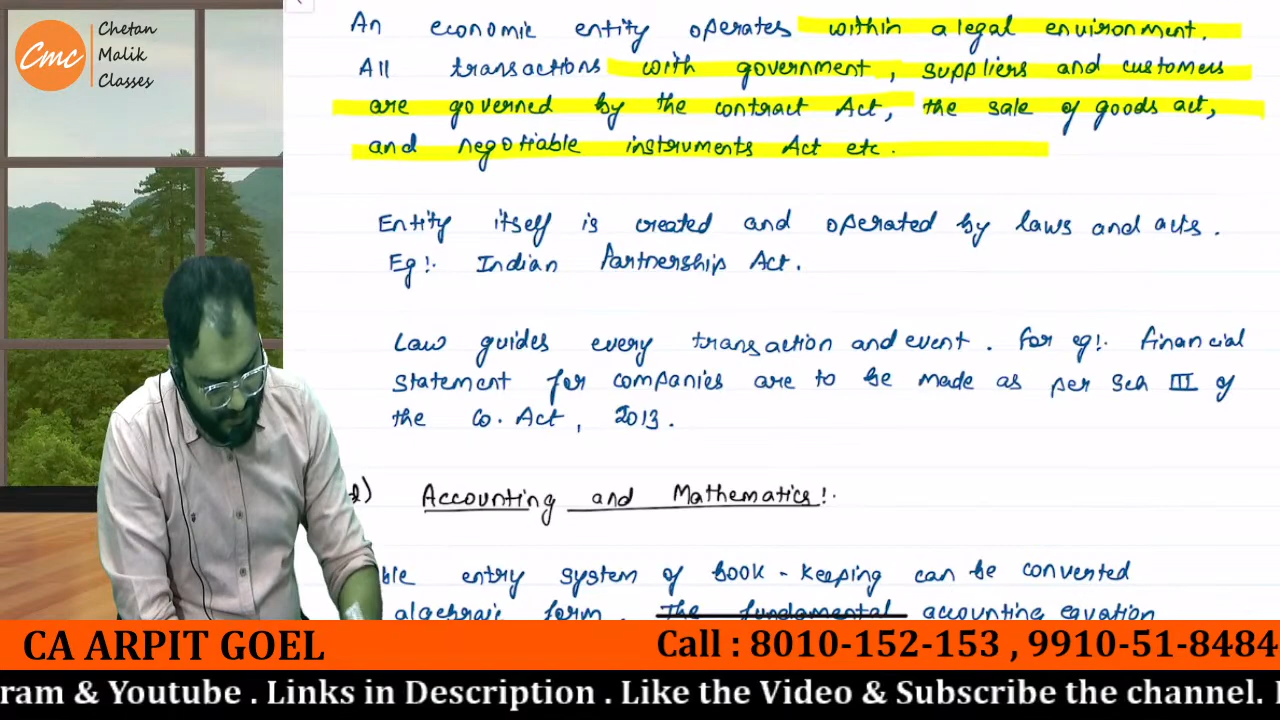 cmc
Chetan
Malik
Classes
An economic entity operates within a legal environment.
All transactions with government, suppliers and customers
are governed by the contract Act, the sale of goods act,
and negotiable instruments Act etc.
Entity itself is created and operated by laws and acts.
Eg:. Indian Partnership Act.
Law guides every transaction and event. For eg:. Financial
statement for companies are to be made as per Sch III of
the Co. Act, 2013.
Accounting and Mathematics:.
ble entry system of book-keeping can be converted
algebraic form. The fundamental accounting equation
CA ARPIT GOEL
Call : 8010-152-153 , 9910-51-8484
ram & Youtube . Links in Description . Like the Video & Subscribe the channel.